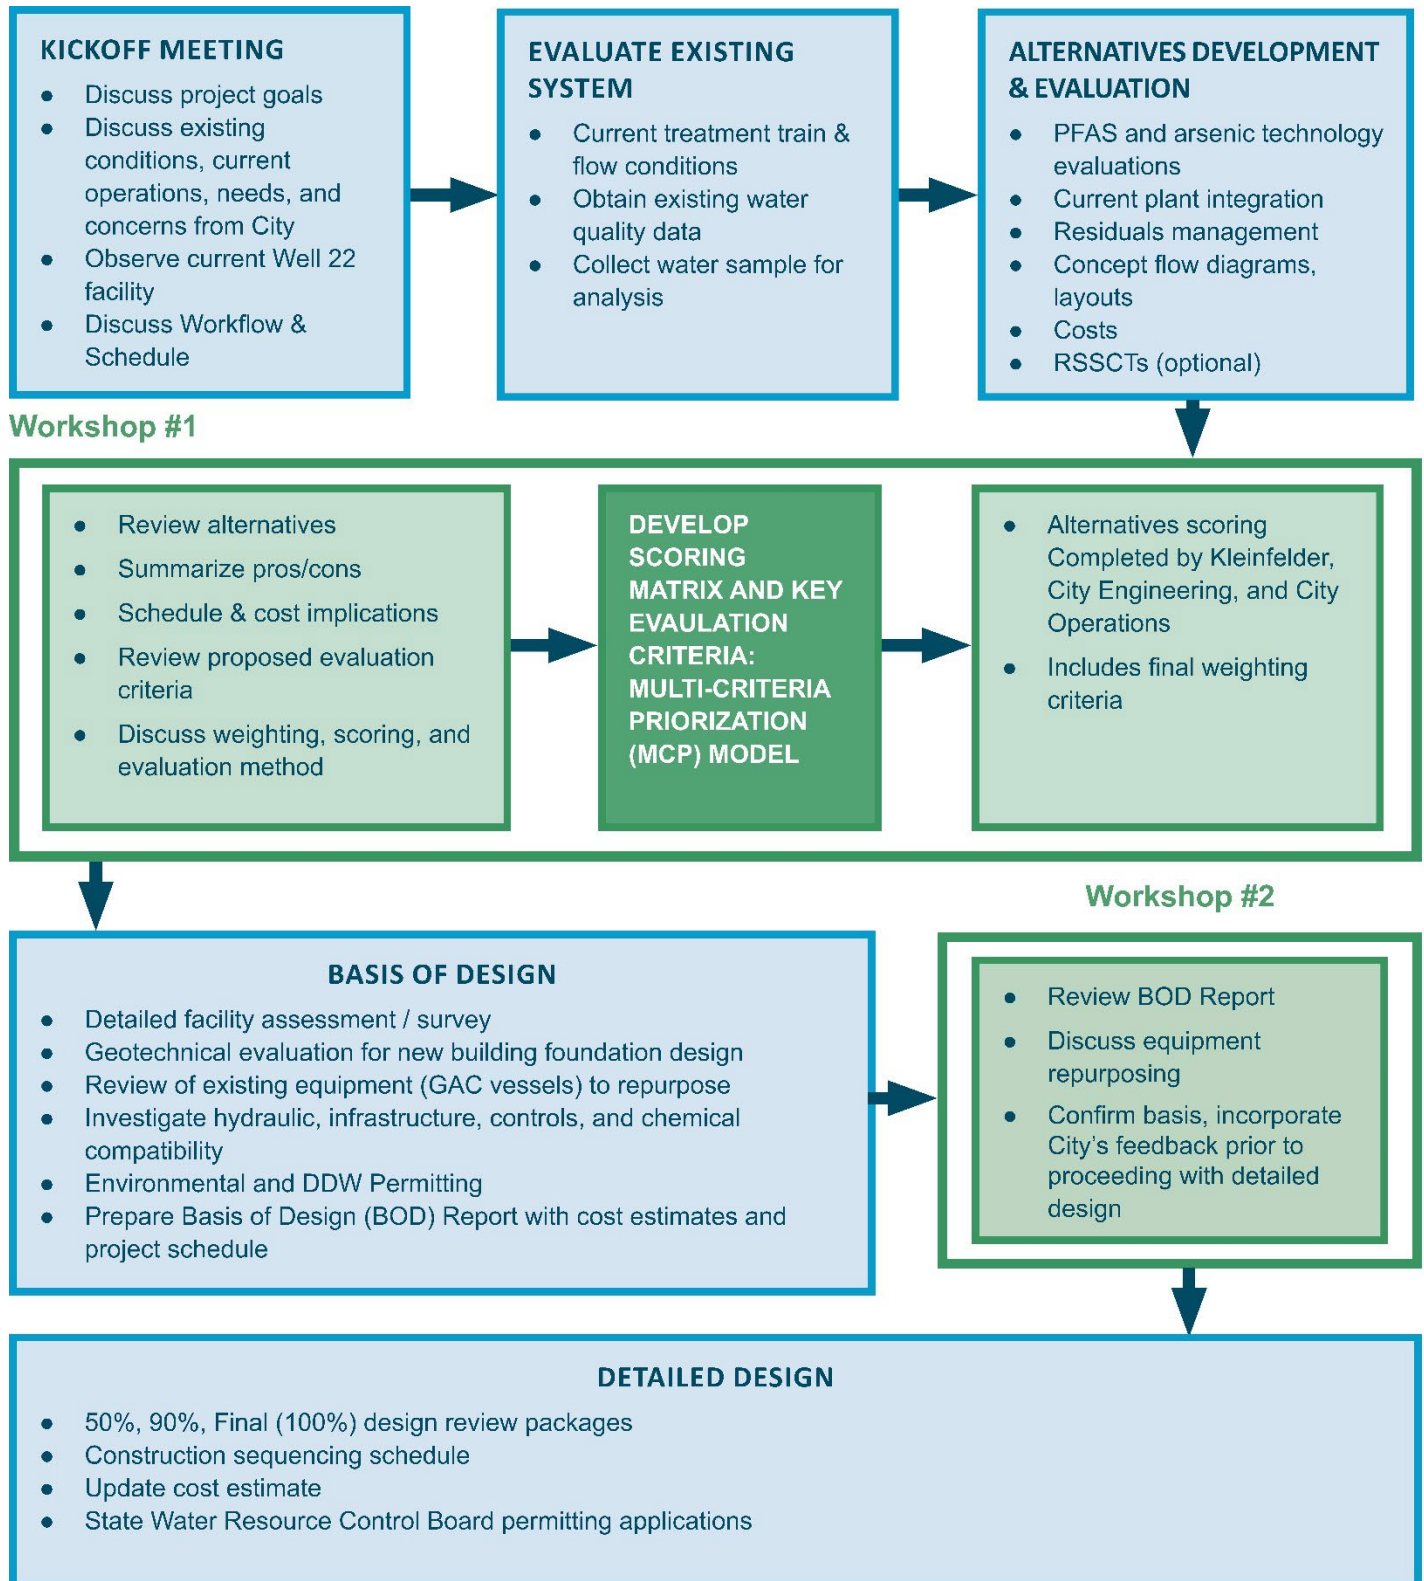 KICKOFF MEETING
● Discuss project goals
● Discuss existing
conditions, current
operations, needs, and
concerns from City
● Observe current Well 22
facility
● Discuss Workflow &
Schedule
EVALUATE EXISTING
SYSTEM
● Current treatment train &
flow conditions
● Obtain existing water
quality data
● Collect water sample for
analysis
ALTERNATIVES DEVELOPMENT
& EVALUATION
● PFAS and arsenic technology
evaluations
● Current plant integration
● Residuals management
● Concept flow diagrams,
layouts
● Costs
● RSSCTs (optional)
Workshop #1
● Review alternatives
● Summarize pros/cons
● Schedule & cost implications
● Review proposed evaluation
criteria
● Discuss weighting, scoring, and
evaluation method
DEVELOP
SCORING
MATRIX AND KEY
EVAULATION
CRITERIA:
MULTI-CRITERIA
PRIORIZATION
(MCP) MODEL
● Alternatives scoring
Completed by Kleinfelder,
City Engineering, and City
Operations
● Includes final weighting
criteria
BASIS OF DESIGN
● Detailed facility assessment / survey
● Geotechnical evaluation for new building foundation design
● Review of existing equipment (GAC vessels) to repurpose
● Investigate hydraulic, infrastructure, controls, and chemical
compatibility
● Environmental and DDW Permitting
● Prepare Basis of Design (BOD) Report with cost estimates and
project schedule
Workshop #2
● Review BOD Report
● Discuss equipment
repurposing
● Confirm basis, incorporate
City's feedback prior to
proceeding with detailed
design
DETAILED DESIGN
● 50%, 90%, Final (100%) design review packages
● Construction sequencing schedule
● Update cost estimate
● State Water Resource Control Board permitting applications